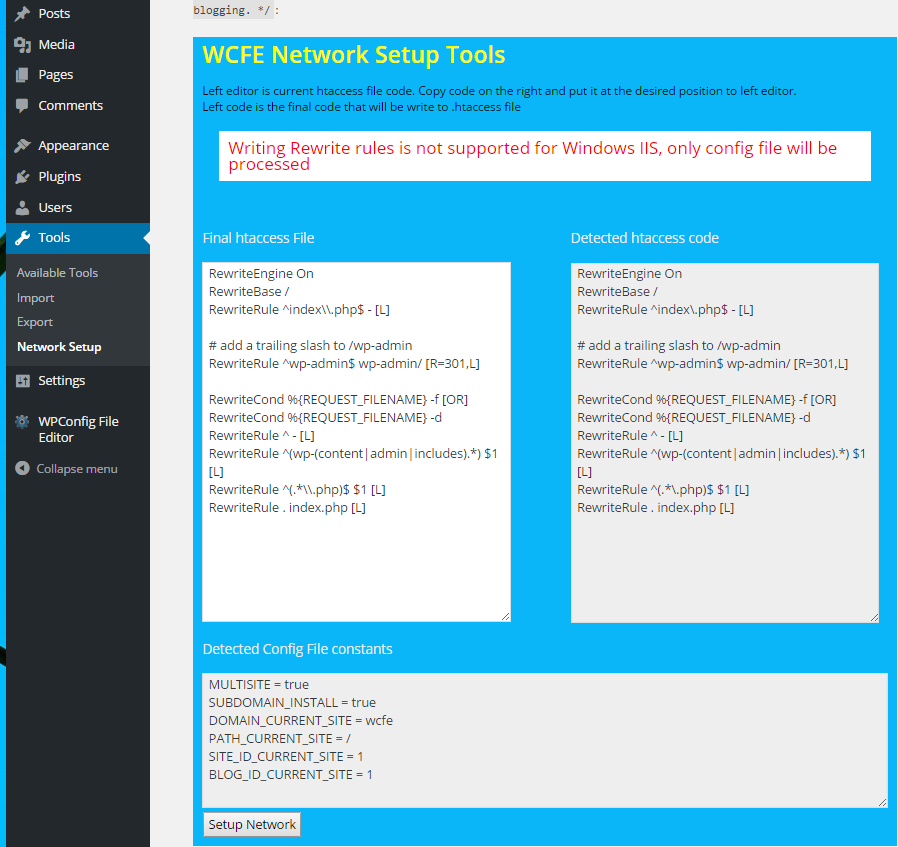 Posts
Media
Pages
Comments
Appearance
Plugins
Users
Tools
Available Tools
Import
Export
Network Setup
Settings
WPConfig File
Editor
Collapse menu
blogging. */ :
WCFE Network Setup Tools
Left editor is current htaccess file code. Copy code on the right and put it at the desired position to left editor.
Left code is the final code that will be write to .htaccess file
Writing Rewrite rules is not supported for Windows IIS, only config file will be
processed
Final htaccess File
RewriteEngine On
RewriteBase /
RewriteRule ^index\\.php$ - [L]
# add a trailing slash to /wp-admin
RewriteRule ^wp-admin$ wp-admin/ [R=301,L]
RewriteCond %{REQUEST_FILENAME} -f [OR]
RewriteCond %{REQUEST_FILENAME} -d
RewriteRule ^ - [L]
RewriteRule ^(wp-(content|admin|includes).*) $1
[L]
RewriteRule ^(.*\\.php)$ $1 [L]
RewriteRule . index.php [L]
Detected htaccess code
RewriteEngine On
RewriteBase /
RewriteRule ^index\.php$ - [L]
# add a trailing slash to /wp-admin
RewriteRule ^wp-admin$ wp-admin/ [R=301,L]
RewriteCond %{REQUEST_FILENAME} -f [OR]
RewriteCond %{REQUEST_FILENAME} -d
RewriteRule ^ - [L]
RewriteRule ^(wp-(content|admin|includes).*) $1
[L]
RewriteRule ^(.*\.php)$ $1 [L]
RewriteRule . index.php [L]
Detected Config File constants
MULTISITE = true
SUBDOMAIN_INSTALL = true
DOMAIN_CURRENT_SITE = wcfe
PATH_CURRENT_SITE = /
SITE_ID_CURRENT_SITE = 1
BLOG_ID_CURRENT_SITE = 1
Setup Network